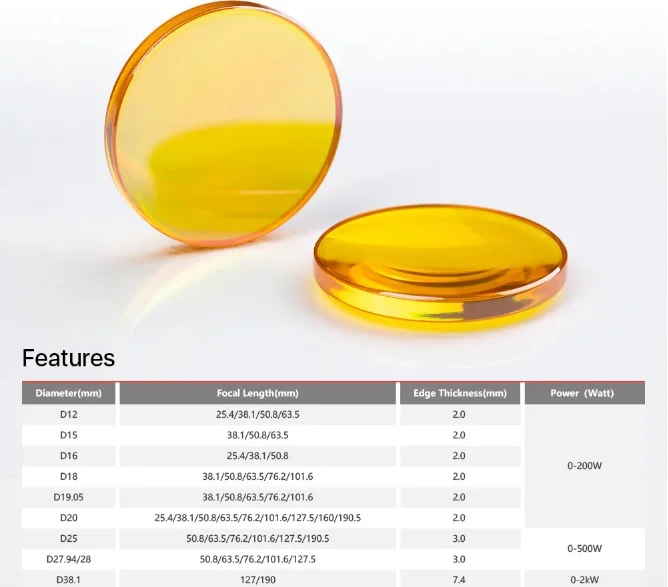 Features
Diameter(mm) Focal Length(mm) Edge Thickness(mm) Power (Watt)
D12 25.4/38.1/50.8/63.5 2.0
D15 38.1/50.8/63.5 2.0
D16 25.4/38.1/50.8 2.0
0-200W
D18 38.1/50.8/63.5/76.2/101.6 2.0
D19.05 38.1/50.8/63.5/76.2/101.6 2.0
D20 25.4/38.1/50.8/63.5/76.2/101.6/127.5/160/190.5 2.0
D25 50.8/63.5/76.2/101.6/127.5/190.5 3.0
0-500W
D27.94/28 50.8/63.5/76.2/101.6/127.5 3.0
D38.1 127/190 7.4 0-2kW